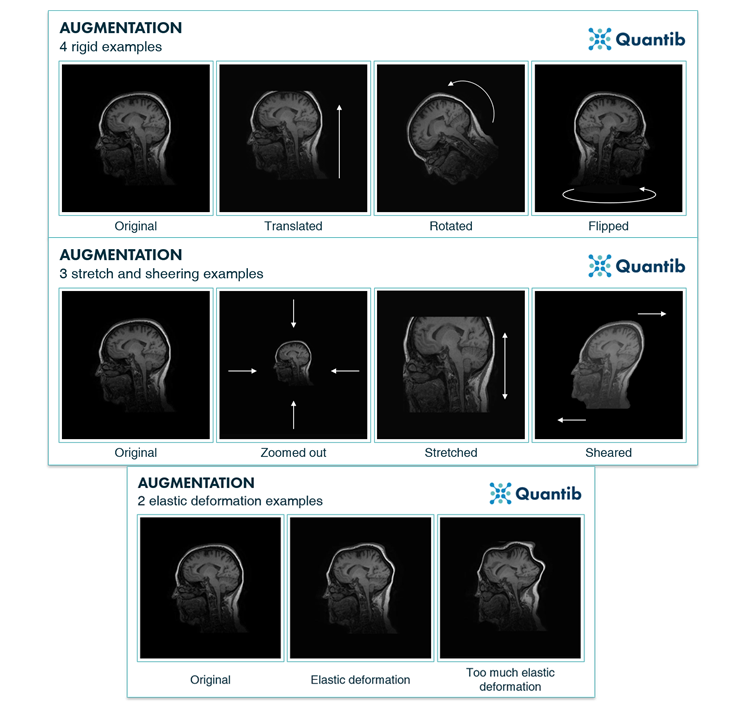 AUGMENTATION
4 rigid examples
Quantib
Original
Translated
Rotated
Flipped
AUGMENTATION
3 stretch and sheering examples
Quantib
Original
Zoomed out
Stretched
Sheared
AUGMENTATION
2 elastic deformation examples
Quantib
Original
Elastic deformation
Too much elastic
deformation